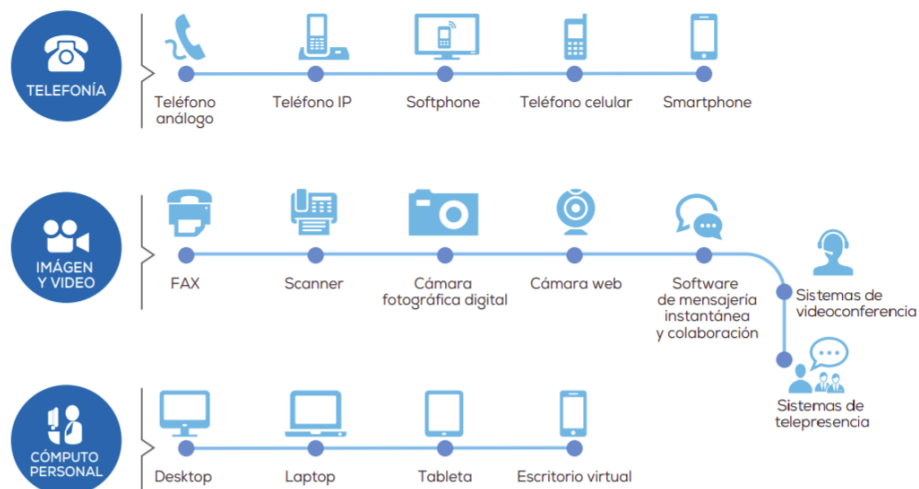 TELEFONÍA
Teléfono
análogo
Teléfono IP
Softphone
Teléfono celular
Smartphone
IMÁGEN
Y VIDEO
FAX
Scanner
Cámara
fotográfica digital
Cámara web
Software
de mensajería
instantánea
y colaboración
Sistemas de
videoconferencia
Sistemas de
telepresencia
CÓMPUTO
PERSONAL
Desktop
Laptop
Tableta
Escritorio virtual